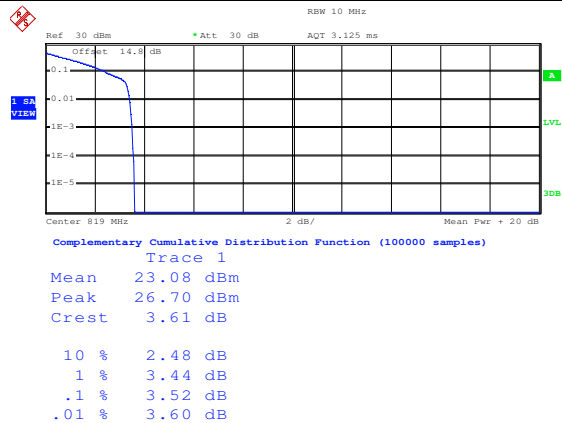 RBW 10 MHz
Ref 30 dBm * Att 30 dB AQT 3.125 ms
Offset 14.8 dB
0.1
A
1 SA
VIEW
0.01
1E-3
LVL
1E-4
1E-5
3DB
Center 819 MHz 2 dB/ Mean Pwr + 20 dB
Complementary Cumulative Distribution Function (100000 samples)
Trace 1
Mean 23.08 dBm
Peak 26.70 dBm
Crest 3.61 dB
10 % 2.48 dB
1 % 3.44 dB
.1 % 3.52 dB
.01 % 3.60 dB